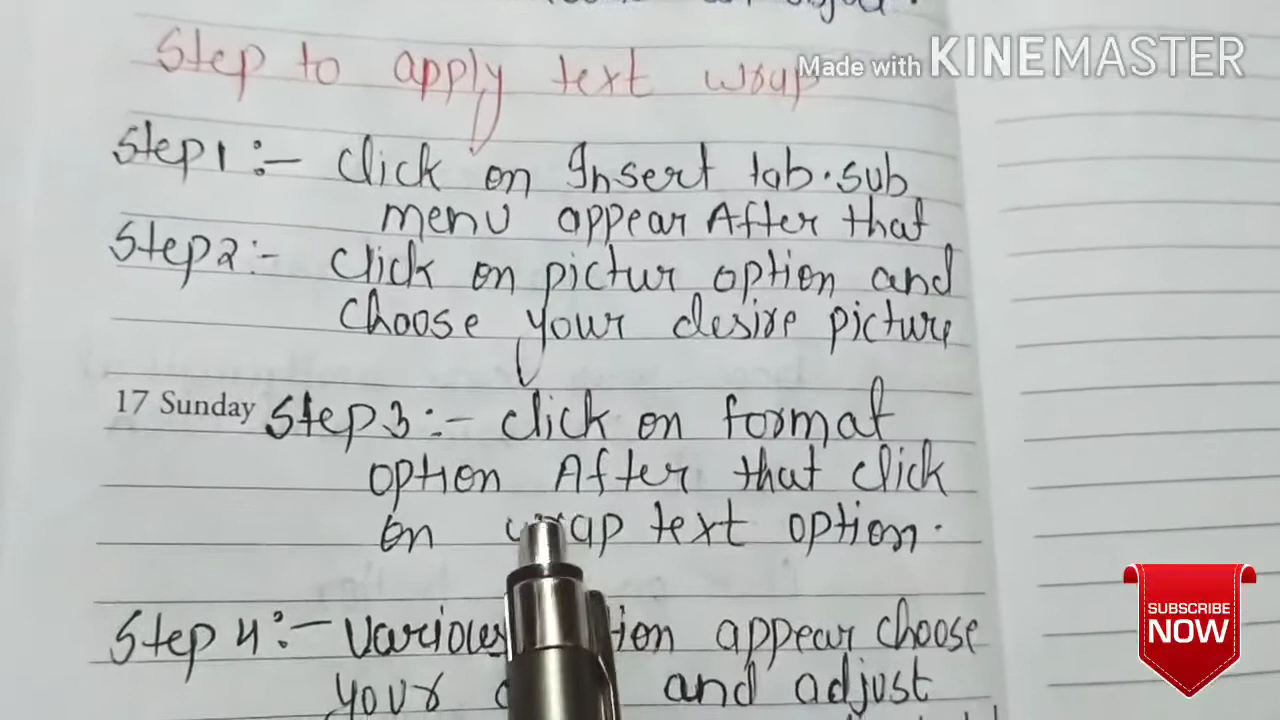 Made with KINEMASTER
Step to apply text wrap
Step1:- Click on Insert tab. sub
menu appear After that
Step2:- Click on pictur option and
Choose your desire picture
17 Sunday Step3:- Click on format
option After that Click
on wrap text option.
Step 4:- Various appear choose
your and adjust
SUBSCRIBE
NOW